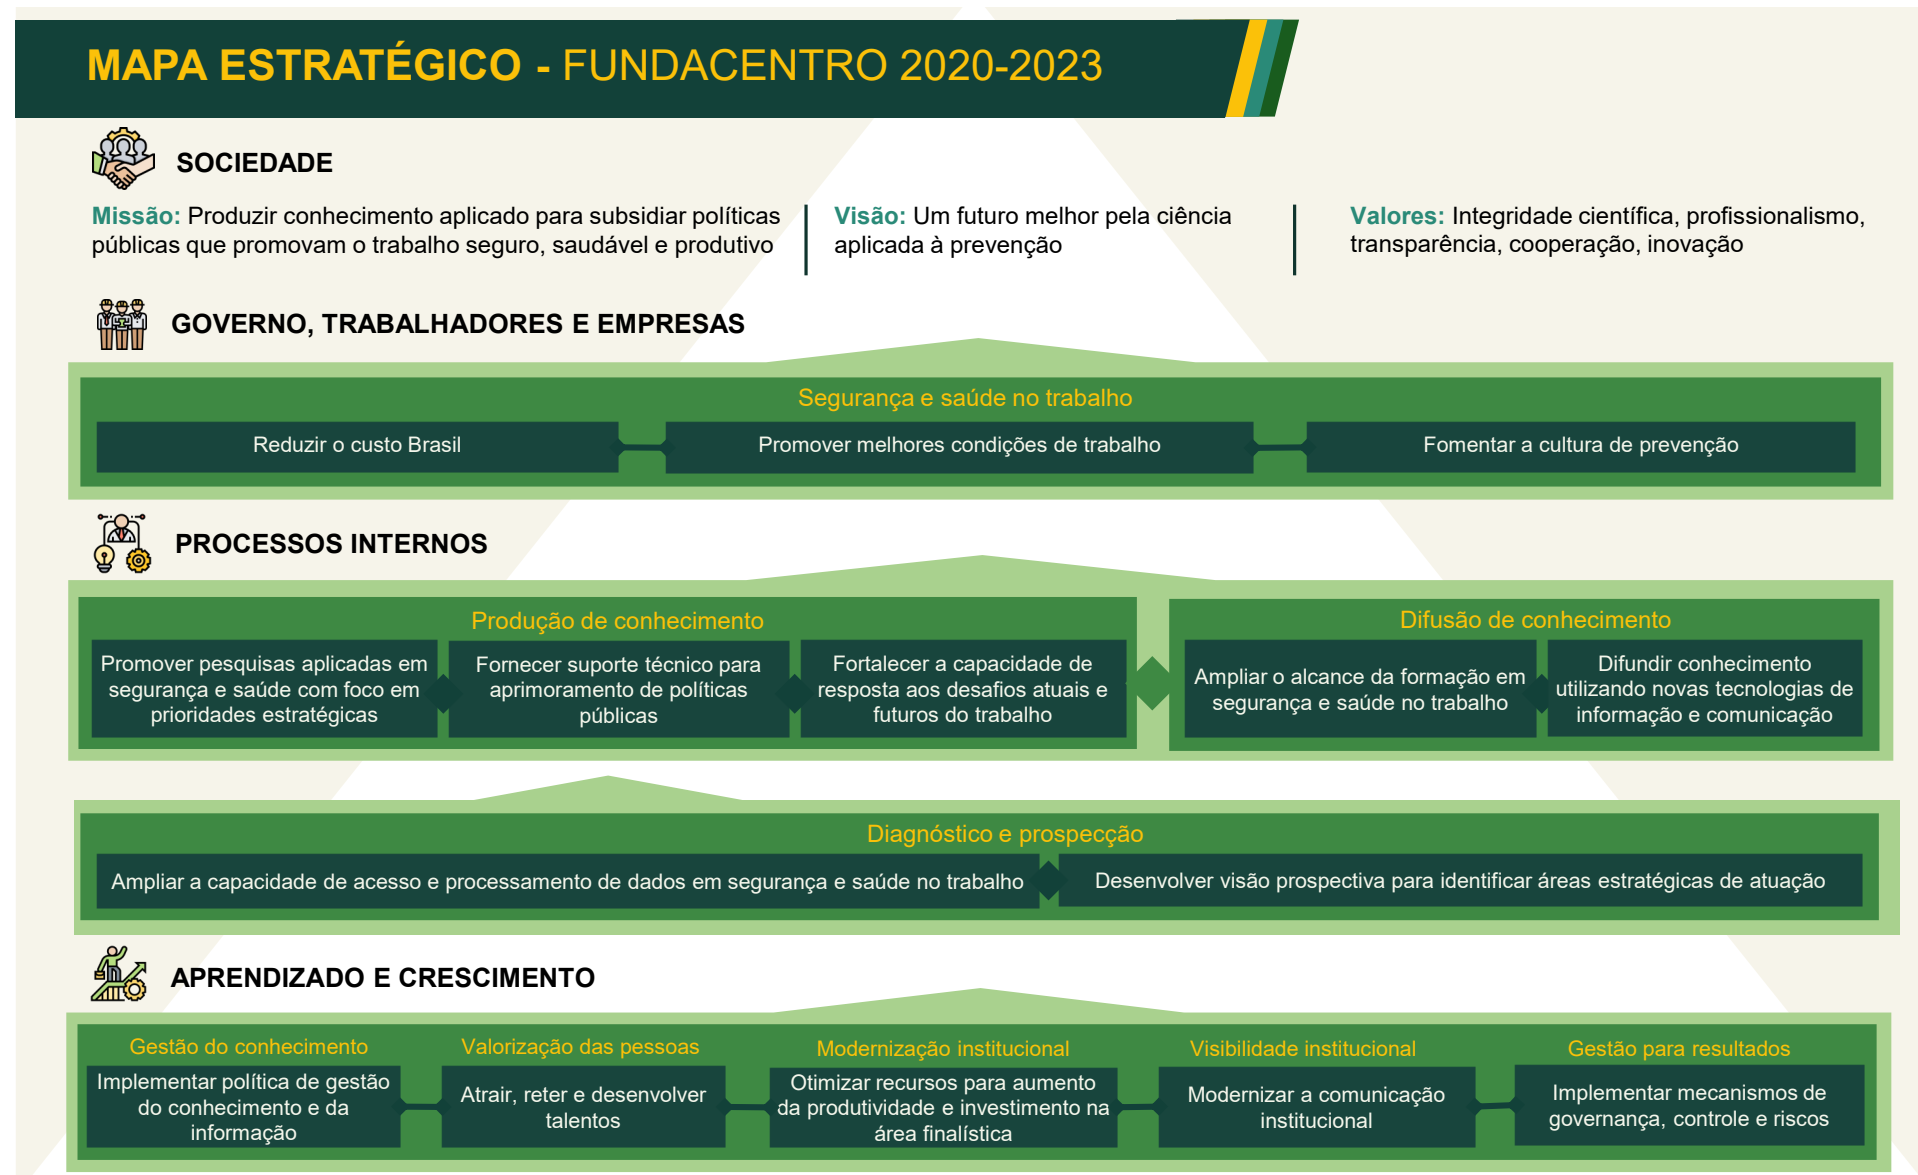 MAPA ESTRATÉGICO - FUNDACENTRO 2020-2023
SOCIEDADE
Missão: Produzir conhecimento aplicado para subsidiar políticas
públicas que promovam o trabalho seguro, saudável e produtivo
Visão: Um futuro melhor pela ciência
aplicada à prevenção
Valores: Integridade científica, profissionalismo,
transparência, cooperação, inovação
GOVERNO, TRABALHADORES E EMPRESAS
Segurança e saúde no trabalho
Reduzir o custo Brasil
Promover melhores condições de trabalho
Fomentar a cultura de prevenção
PROCESSOS INTERNOS
Produção de conhecimento
Promover pesquisas aplicadas em
segurança e saúde com foco em
prioridades estratégicas
Fornecer suporte técnico para
aprimoramento de políticas
públicas
Fortalecer a capacidade de
resposta aos desafios atuais e
futuros do trabalho
Difusão de conhecimento
Ampliar o alcance da formação em
segurança e saúde no trabalho
Difundir conhecimento
utilizando novas tecnologias de
informação e comunicação
Diagnóstico e prospecção
Ampliar a capacidade de acesso e processamento de dados em segurança e saúde no trabalho
Desenvolver visão prospectiva para identificar áreas estratégicas de atuação
APRENDIZADO E CRESCIMENTO
Gestão do conhecimento
Implementar política de gestão
do conhecimento e da
informação
Valorização das pessoas
Atrair, reter e desenvolver
talentos
Modernização institucional
Otimizar recursos para aumento
da produtividade e investimento na
área finalística
Visibilidade institucional
Modernizar a comunicação
institucional
Gestão para resultados
Implementar mecanismos de
governança, controle e riscos